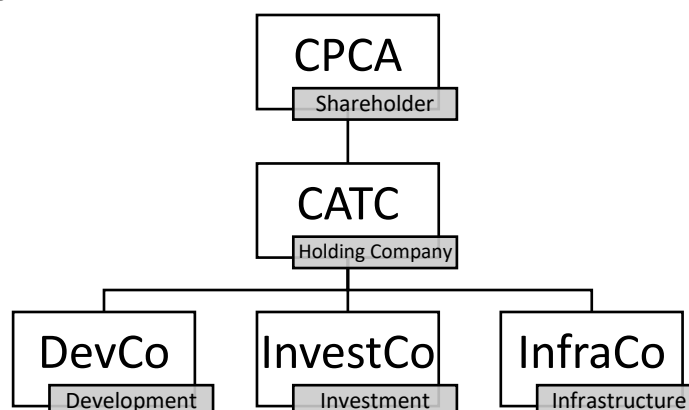 CPCA
Shareholder
CATC
Holding Company
DevCo
InvestCo
InfraCo
Development
Investment
Infrastructure